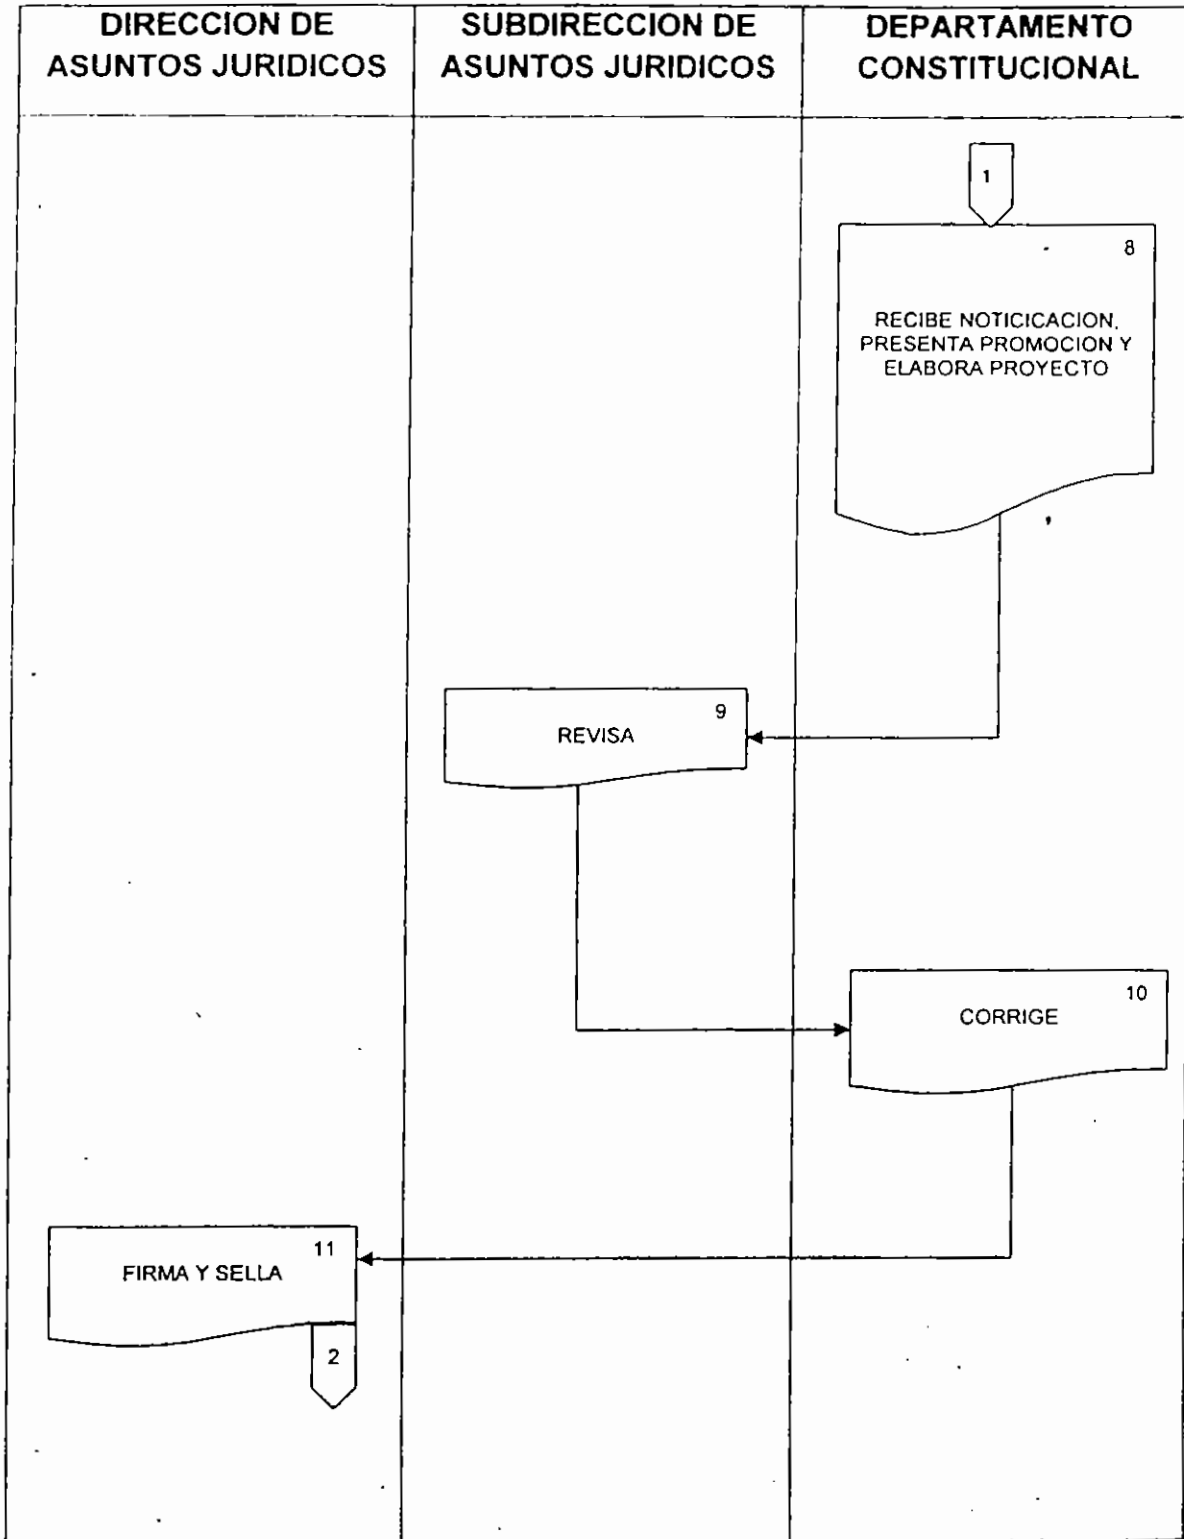 DIRECCION DE
ASUNTOS JURIDICOS
SUBDIRECCION DE
ASUNTOS JURIDICOS
DEPARTAMENTO
CONSTITUCIONAL
1
8
RECIBE NOTICICACION,
PRESENTA PROMOCION Y
ELABORA PROYECTO
9
REVISA
10
CORRIGE
11
FIRMA Y SELLA
2